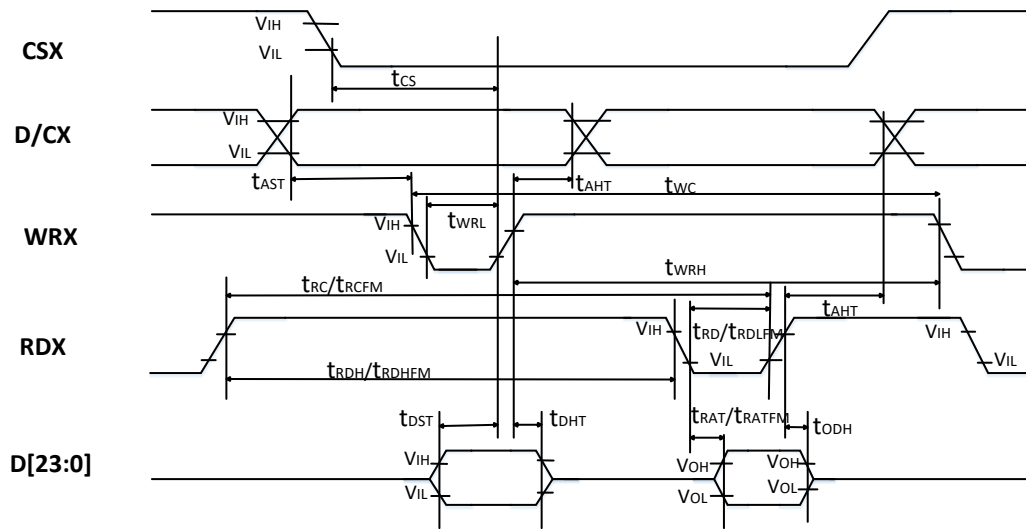 CSX
VIH
VIL
tCS
D/CX
VIH
VIL
tAST
tAHT
tWC
WRX
VIH
VIL
tWRL
tWRH
tRC/tRCFM
tAHT
RDX
VIH
tRD/tRDLFM
VIL
VIH
VIL
tRDH/tRDHFM
tDST
tDHT
tRAT/tRATFM
tODH
D[23:0]
VIH
VIL
VOH
VOL
VOH
VOL